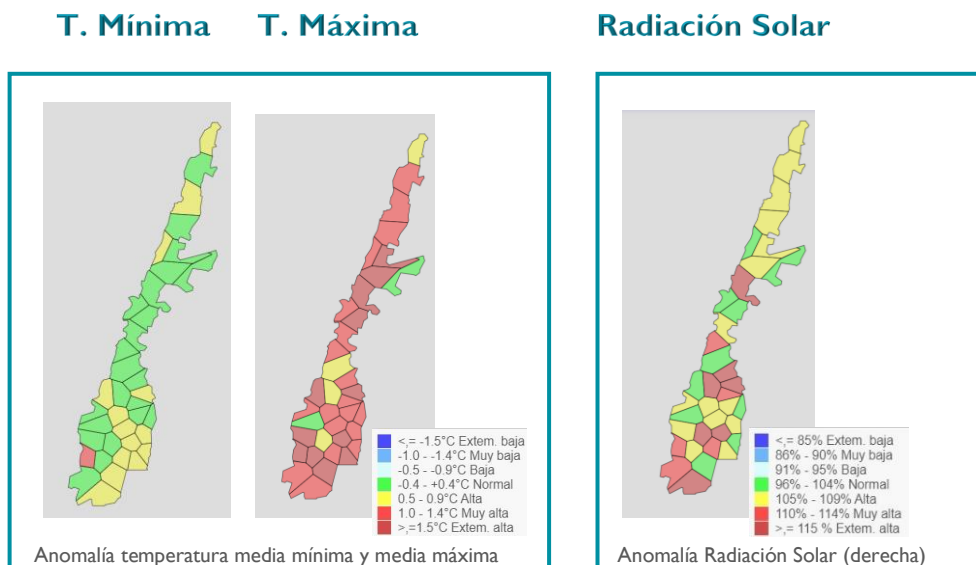 T. Mínima T. Máxima Radiación Solar
<,= -1.5°C Extem. baja
-1.0 - -1.4°C Muy baja
-0.5 - -0.9°C Baja
-0.4 - +0.4°C Normal
0.5 - 0.9°C Alta
1.0 - 1.4°C Muy alta
>,=1.5°C Extem. alta
Anomalía temperatura media mínima y media máxima
<,= 85% Extem. baja
86% - 90% Muy baja
91% - 95% Baja
96% - 104% Normal
105% - 109% Alta
110% - 114% Muy alta
>,= 115 % Extem. alta
Anomalía Radiación Solar (derecha)